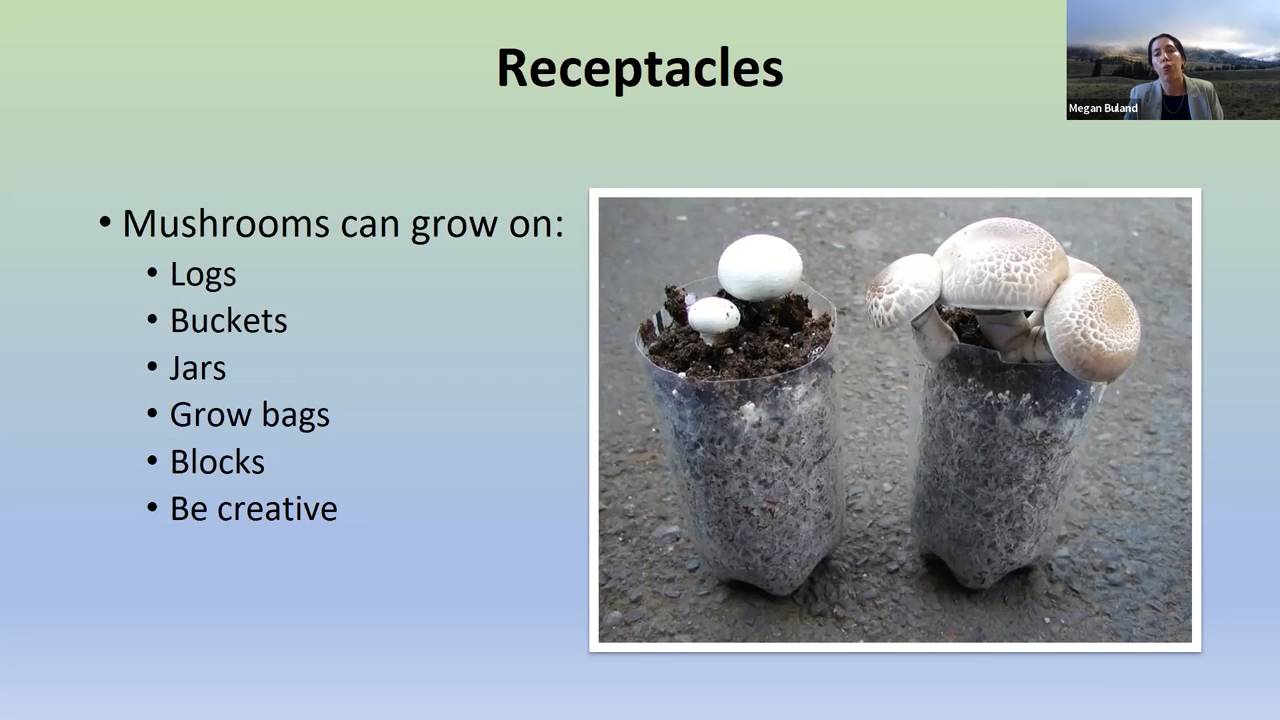 Receptacles
Megan Buland
• Mushrooms can grow on:
• Logs
• Buckets
• Jars
• Grow bags
• Blocks
• Be creative